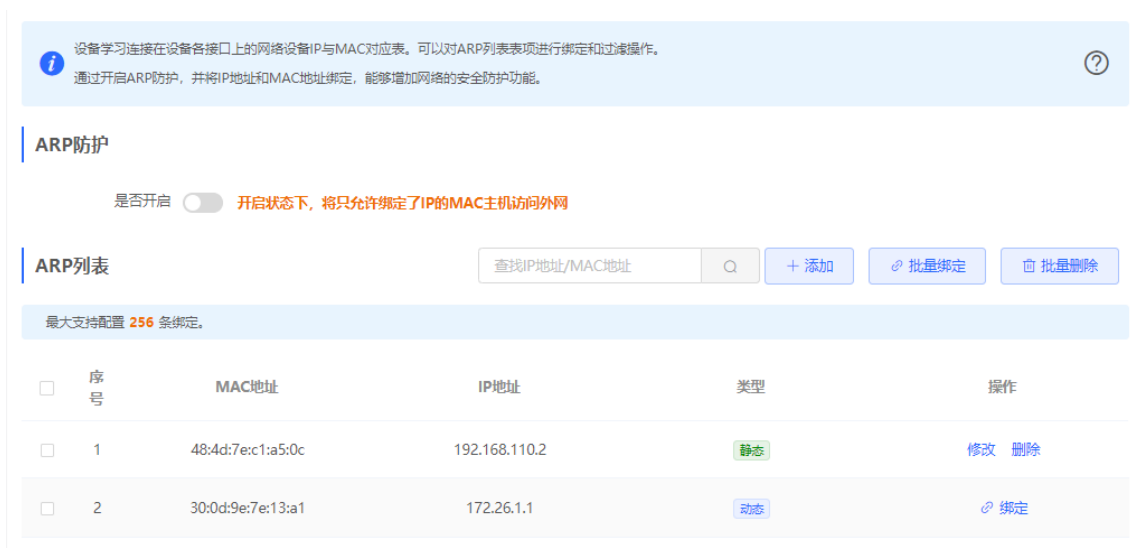 设备学习连接在设备各接口上的网络设备IP与MAC对应表。可以对ARP列表表项进行绑定和过滤操作。
通过开启ARP防护，并将IP地址和MAC地址绑定，能够增加网络的安全防护功能。
ARP防护
是否开启 开启状态下，将只允许绑定了IP的MAC主机访问外网
ARP列表 查找IP地址/MAC地址 添加 批量绑定 批量删除
最大支持配置 256 条绑定。
序号 MAC地址 IP地址 类型 操作
1 48:4d:7e:c1:a5:0c 192.168.110.2 静态 修改 删除
2 30:0d:9e:7e:13:a1 172.26.1.1 动态 绑定